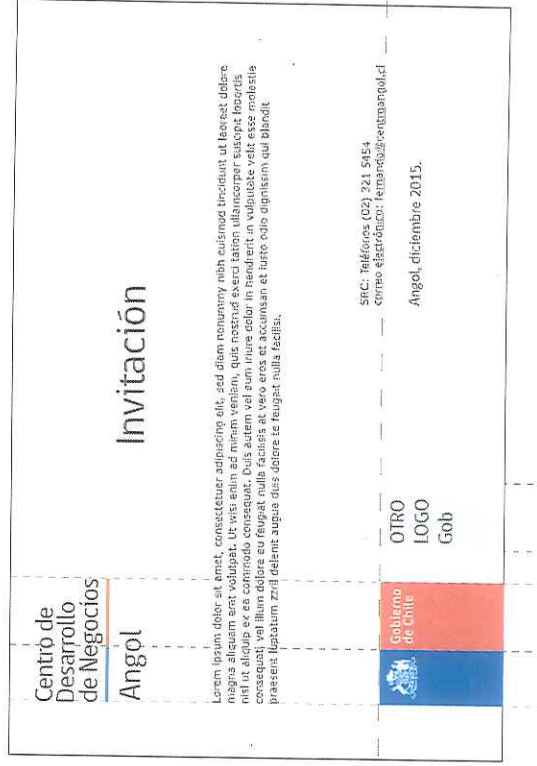 Centro de
Desarrollo
de Negocios
Angol
Invitación
Lorem ipsum dolor sit amet, consectetuer adipiscing elit, sed diam nonummy nibh euismod tincidunt ut laoreet dolore
magna aliquam erat volutpat. Ut wisi enim ad minim veniam, quis nostrud exerci tation ullamcorper suscipit lobortis
nisl ut aliquip ex ea commodo consequat. Duis autem vel eum iriure dolor in hendrerit in vulputate velit esse molestie
consequat, vel illum dolore eu feugiat nulla facilisis at vero eros et accumsan et iusto odio dignissim qui blandit
praesent luptatum zzril delenit augue duis dolore te feugait nulla facilisi.
SRC: Teléfonos (02) 321 5454
correo electrónico: fernando@centroangol.cl
Angol, diciembre 2015.
Gobierno
de Chile
OTRO
LOGO
Gob